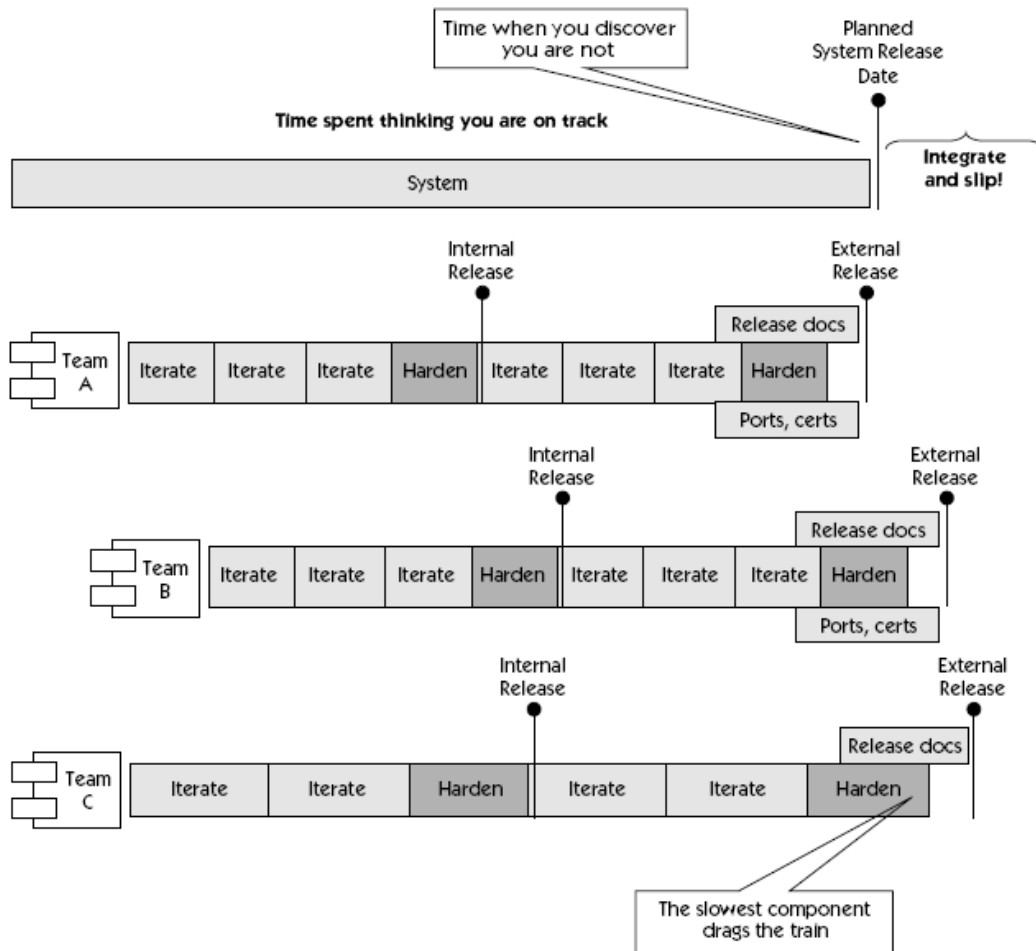 Time when you discover
you are not
Planned
System Release
Date
Time spent thinking you are on track
Integrate
and slip!
System
Internal
Release
External
Release
Release docs
Team
A
Iterate
Iterate
Iterate
Harden
Iterate
Iterate
Iterate
Harden
Ports, certs
Internal
Release
External
Release
Release docs
Team
B
Iterate
Iterate
Iterate
Harden
Iterate
Iterate
Iterate
Harden
Ports, certs
Internal
Release
External
Release
Release docs
Team
C
Iterate
Iterate
Harden
Iterate
Iterate
Harden
The slowest component
drags the train